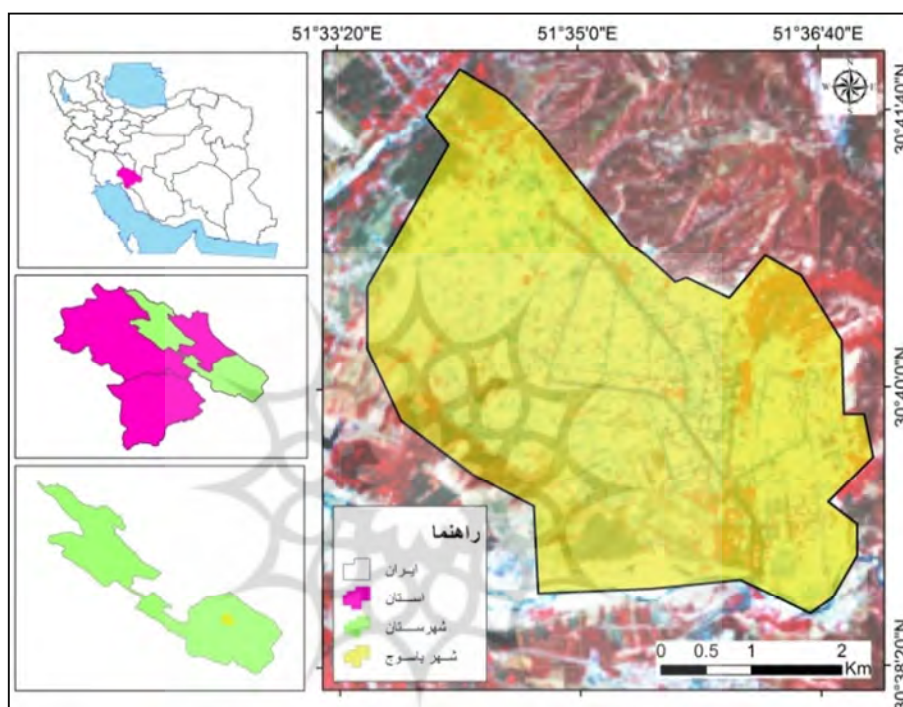 51°33'20"E
51°35'0"E
51°36'40"E
30°41'40"N
30°40'0"N
30°38'20"N
N
W
E
S
راهنما
ایران
استان
شهرستان
شهر یاسوج
0 0.5 1 2
Km